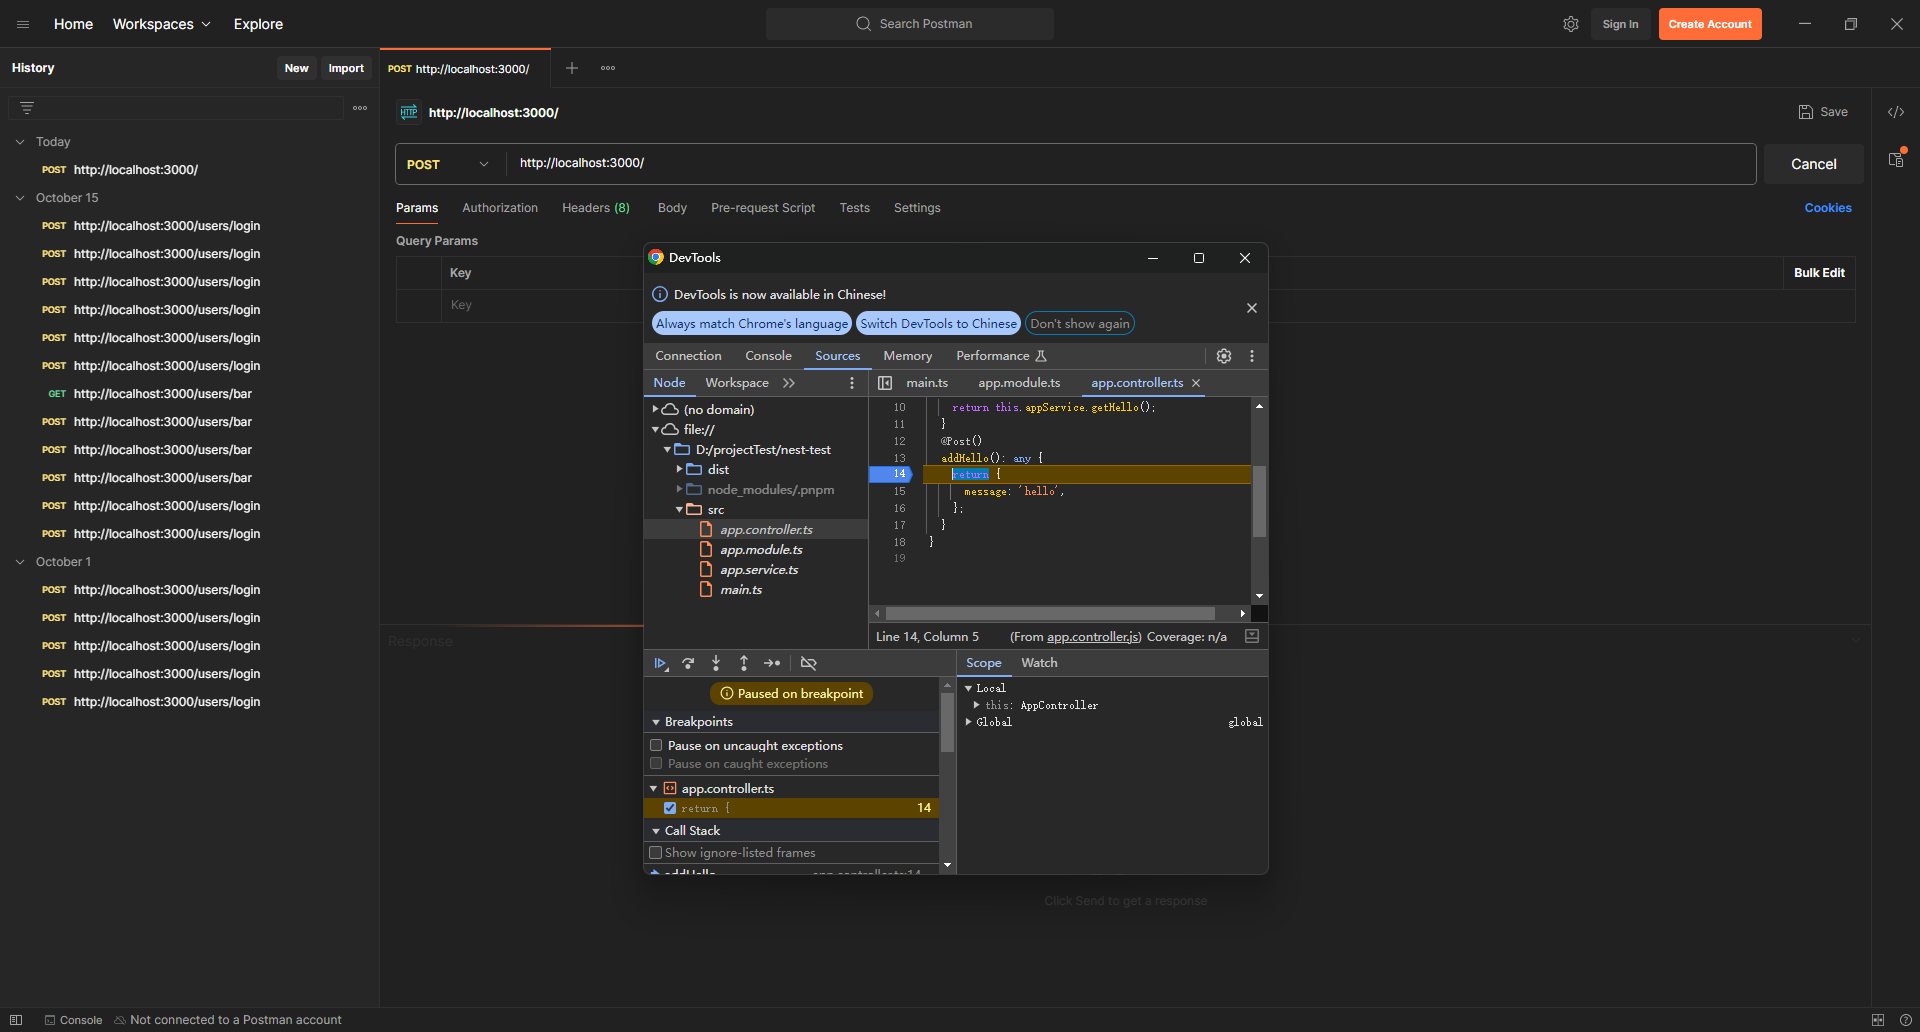 Home
Workspaces
Explore
Search Postman
Sign In
Create Account
History
New
Import
POST http://localhost:3000/
HTTP
http://localhost:3000/
Save
Today
POST http://localhost:3000/
October 15
POST http://localhost:3000/users/login
POST http://localhost:3000/users/login
POST http://localhost:3000/users/login
POST http://localhost:3000/users/login
POST http://localhost:3000/users/login
POST http://localhost:3000/users/login
GET http://localhost:3000/users/bar
POST http://localhost:3000/users/bar
POST http://localhost:3000/users/bar
POST http://localhost:3000/users/bar
POST http://localhost:3000/users/login
POST http://localhost:3000/users/login
October 1
POST http://localhost:3000/users/login
POST http://localhost:3000/users/login
POST http://localhost:3000/users/login
POST http://localhost:3000/users/login
POST http://localhost:3000/users/login
POST
http://localhost:3000/
Cancel
Params
Authorization
Headers (8)
Body
Pre-request Script
Tests
Settings
Cookies
Query Params
Key
Bulk Edit
Key
Response
Click Send to get a response
DevTools
DevTools is now available in Chinese!
Always match Chrome's language
Switch DevTools to Chinese
Don't show again
Connection
Console
Sources
Memory
Performance
Node
Workspace
main.ts
app.module.ts
app.controller.ts
(no domain)
file://
D:/projectTest/nest-test
dist
node_modules/.pnpm
src
app.controller.ts
app.module.ts
app.service.ts
main.ts
10 return this.appService.getHello();
11 }
12 @Post()
13 addHello(): any {
14 return {
15 message: 'hello',
16 };
17 }
18 }
19
Line 14, Column 5
(From app.controller.js)
Coverage: n/a
Paused on breakpoint
Breakpoints
Pause on uncaught exceptions
Pause on caught exceptions
app.controller.ts
return { 14
Call Stack
Show ignore-listed frames
addHello app.controller.ts:14
Scope
Watch
Local
this: AppController
Global global
Console
Not connected to a Postman account